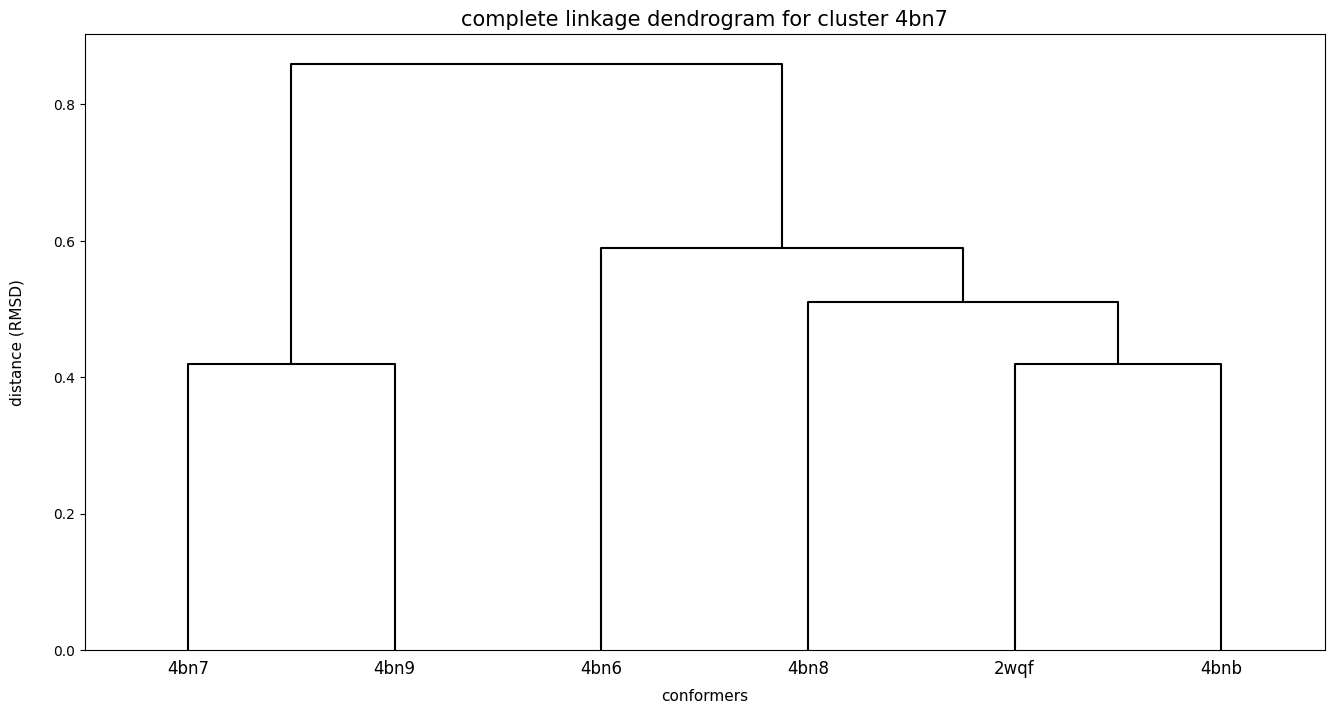 complete linkage dendrogram for cluster 4bn7
0.8
0.6
0.4
0.2
0.0
distance (RMSD)
4bn7 4bn9 4bn6 4bn8 2wqf 4bnb
conformers